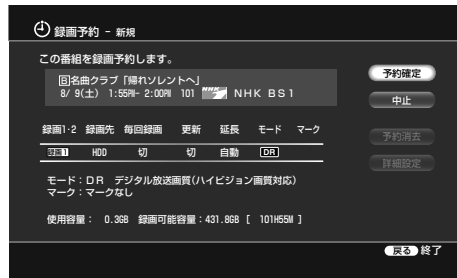 録画予約 - 新規
この番組を録画予約します。
B名曲クラブ「帰れソレントへ」
8/ 9(土) 1:55PM- 2:00PM 101 NHK NHK BS1
予約確定
中止
録画1・2 録画先 毎回録画 更新 延長 モード マーク
録画1 HDD 切 切 自動 DR
予約消去
詳細設定
モード：DR デジタル放送画質(ハイビジョン画質対応)
マーク：マークなし
使用容量： 0.3GB 録画可能容量：431.8GB [ 101H55M ]
戻る 終了